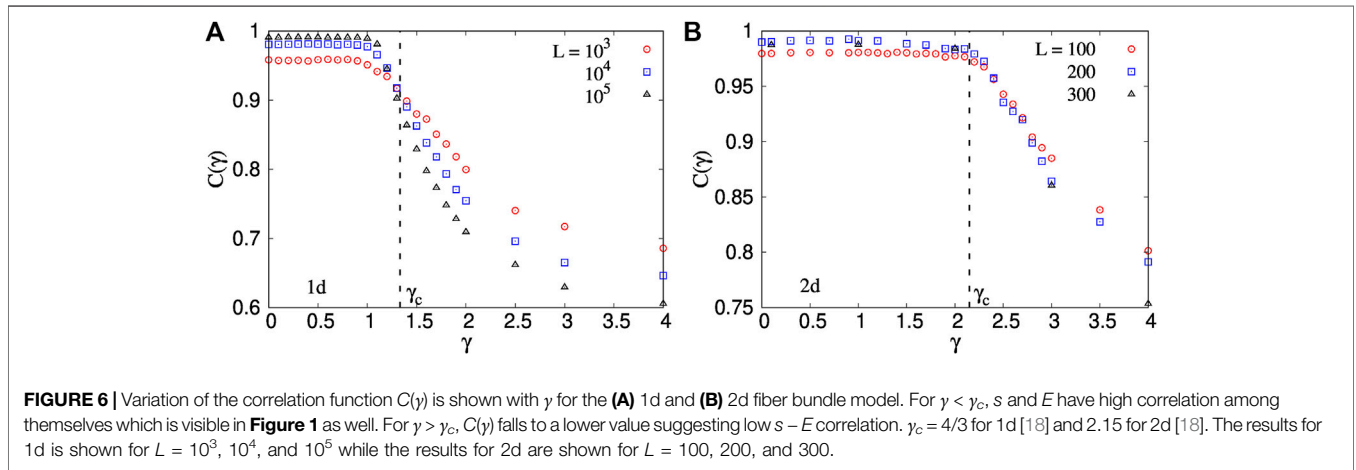 A
C(γ)
1
0.9
0.8
0.7
0.6
L = 10³
10⁴
10⁵
1d
γc
0 0.5 1 1.5 2 2.5 3 3.5 4
γ
B
C(γ)
1
0.95
0.9
0.85
0.8
0.75
L = 100
200
300
2d
γc
0 0.5 1 1.5 2 2.5 3 3.5 4
γ
FIGURE 6 | Variation of the correlation function C(γ) is shown with γ for the (A) 1d and (B) 2d fiber bundle model. For γ < γc, s and E have high correlation among
themselves which is visible in Figure 1 as well. For γ > γc, C(γ) falls to a lower value suggesting low s – E correlation. γc = 4/3 for 1d [18] and 2.15 for 2d [18]. The results for
1d is shown for L = 10³, 10⁴, and 10⁵ while the results for 2d are shown for L = 100, 200, and 300.